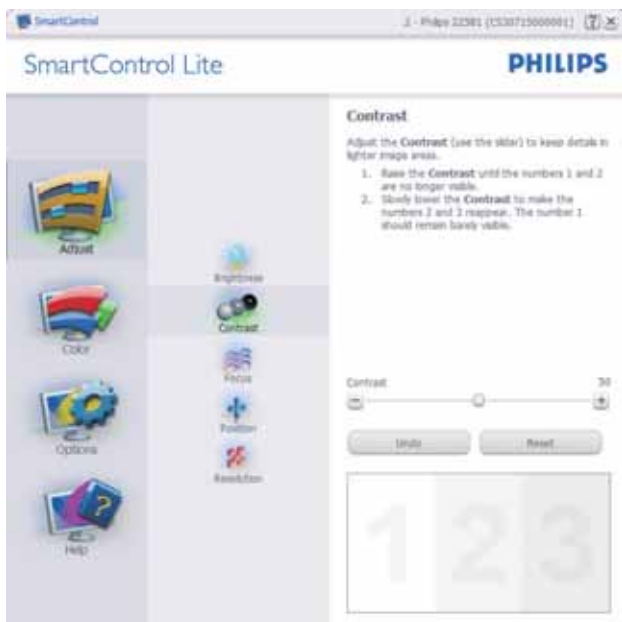 SmartControl
SmartControl Lite
PHILIPS
Adjust
Color
Options
Help
Brightness
Contrast
Focus
Position
Resolution
Contrast
Adjust the Contrast (use the slider) to keep details in
lighter image areas.
1. Raise the Contrast until the numbers 1 and 2
are no longer visible.
2. Slowly lower the Contrast to make the
numbers 2 and 3 reappear. The number 1
should remain barely visible.
Contrast 50
Undo Reset
1 2 3